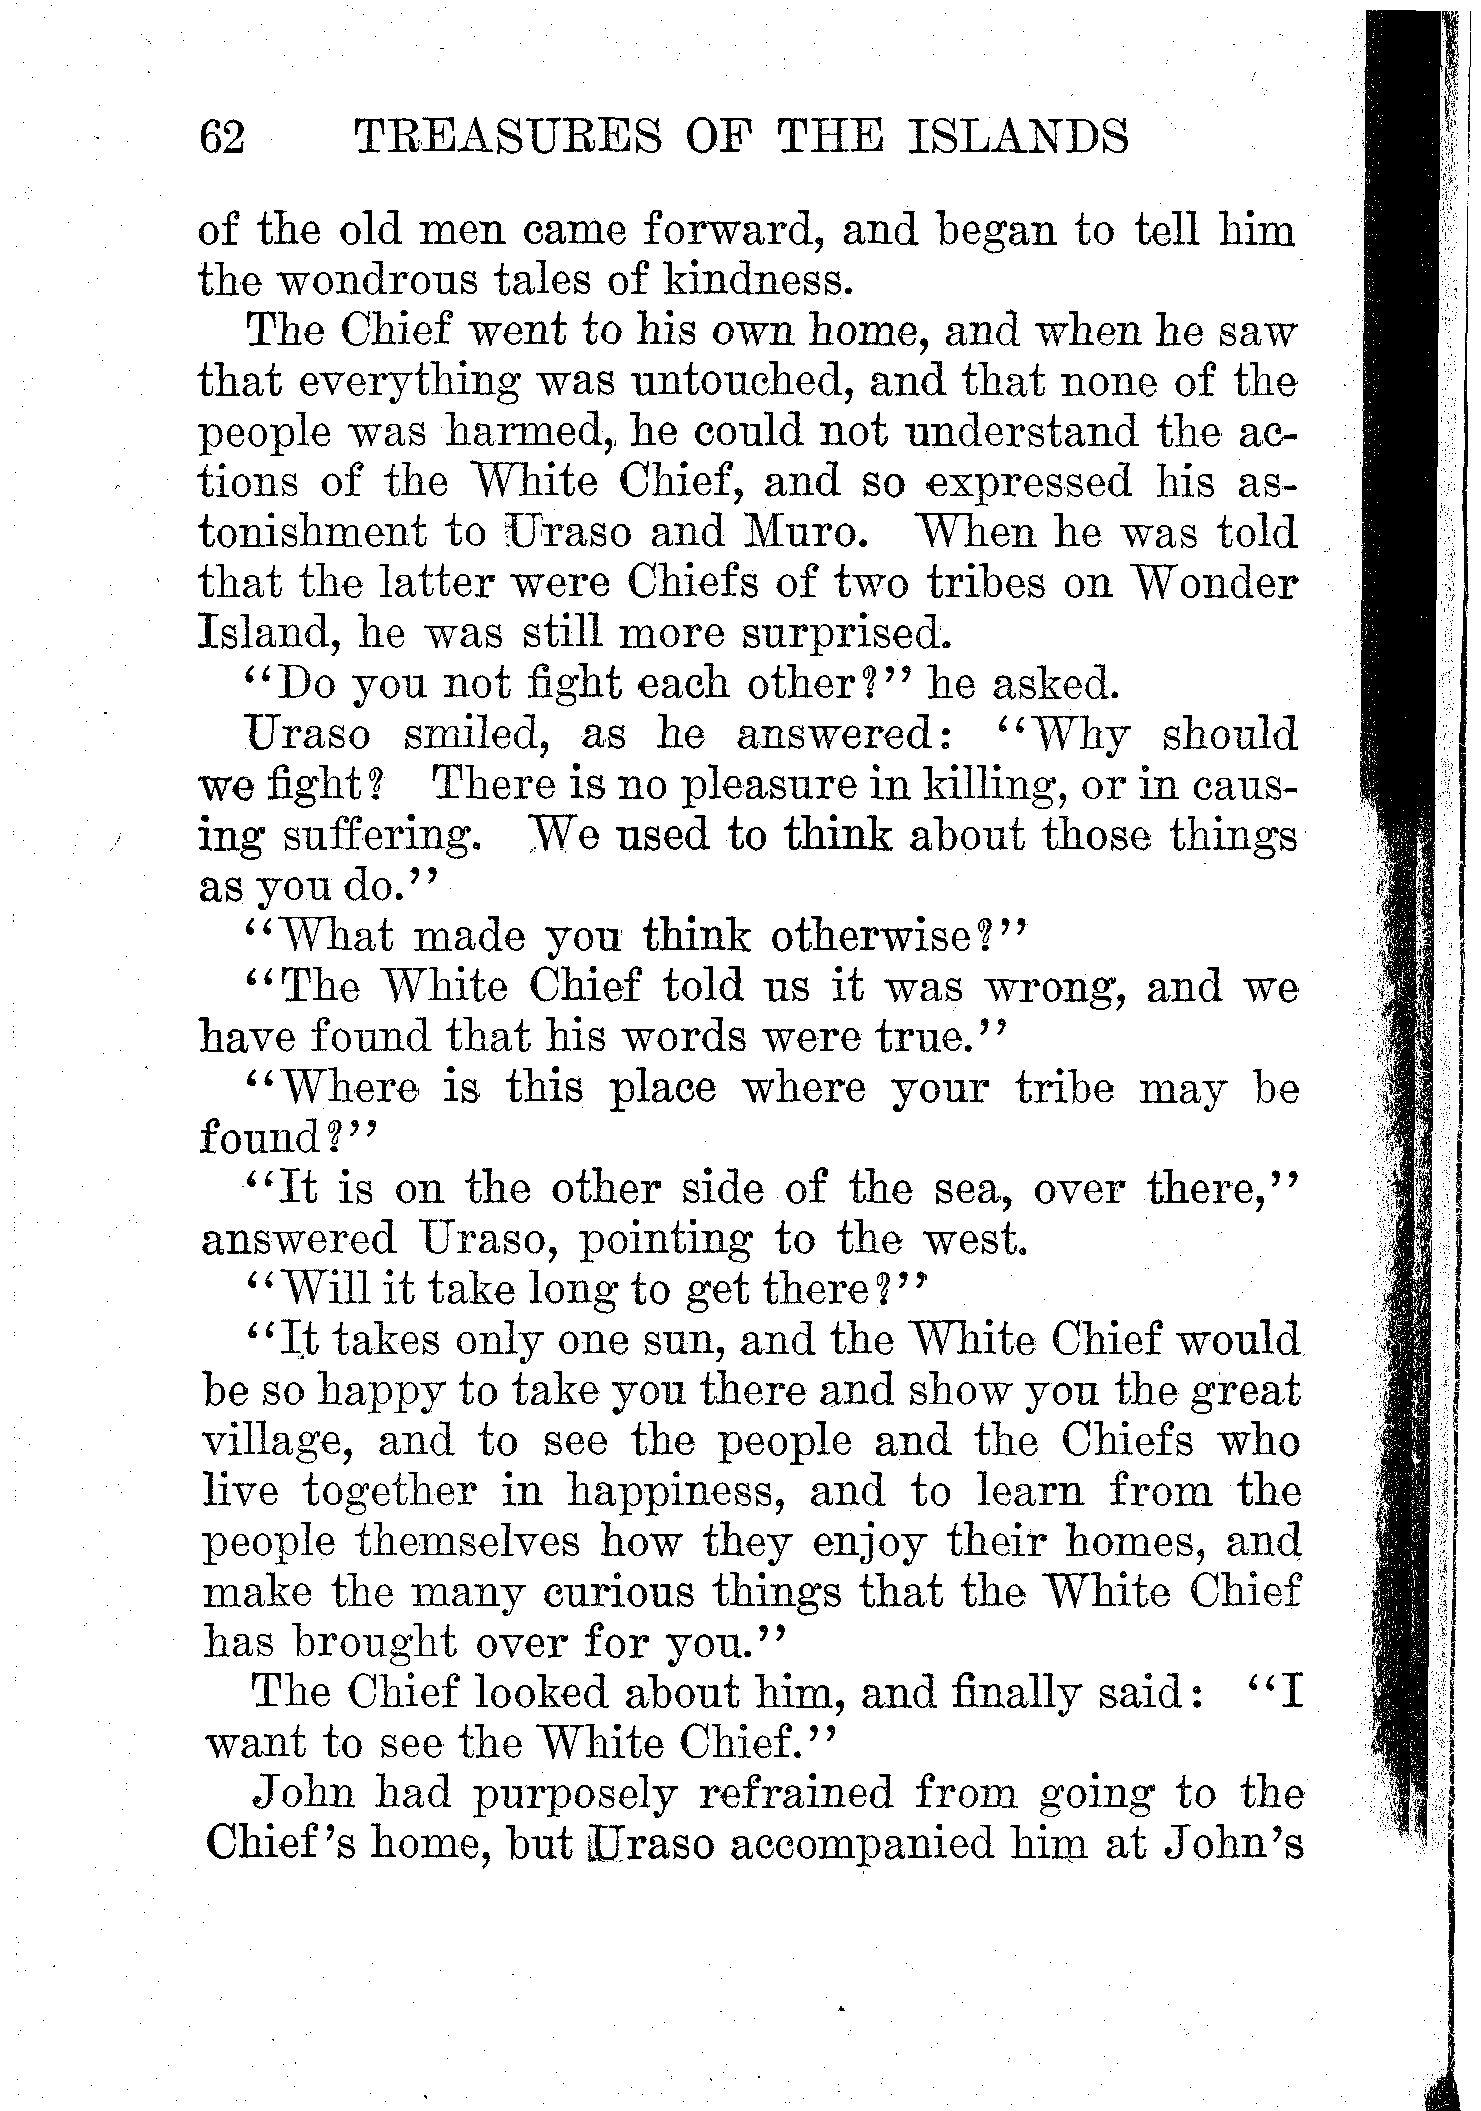 62 TREASURES OF THE ISLANDS
of the old men came forward, and began to tell him
the wondrous tales of kindness.
The Chief went to his own home, and when he saw
that everything was untouched, and that none of the
people was harmed, he could not understand the ac-
tions of the White Chief, and so expressed his as-
tonishment to Uraso and Muro. When he was told
that the latter were Chiefs of two tribes on Wonder
Island, he was still more surprised.
"Do you not fight each other?" he asked.
Uraso smiled, as he answered: "Why should
we fight? There is no pleasure in killing, or in caus-
ing suffering. We used to think about those things
as you do."
"What made you think otherwise?"
"The White Chief told us it was wrong, and we
have found that his words were true."
"Where is this place where your tribe may be
found?"
"It is on the other side of the sea, over there,"
answered Uraso, pointing to the west.
"Will it take long to get there?"
"It takes only one sun, and the White Chief would
be so happy to take you there and show you the great
village, and to see the people and the Chiefs who
live together in happiness, and to learn from the
people themselves how they enjoy their homes, and
make the many curious things that the White Chief
has brought over for you."
The Chief looked about him, and finally said: "I
want to see the White Chief."
John had purposely refrained from going to the
Chief's home, but Uraso accompanied him at John's